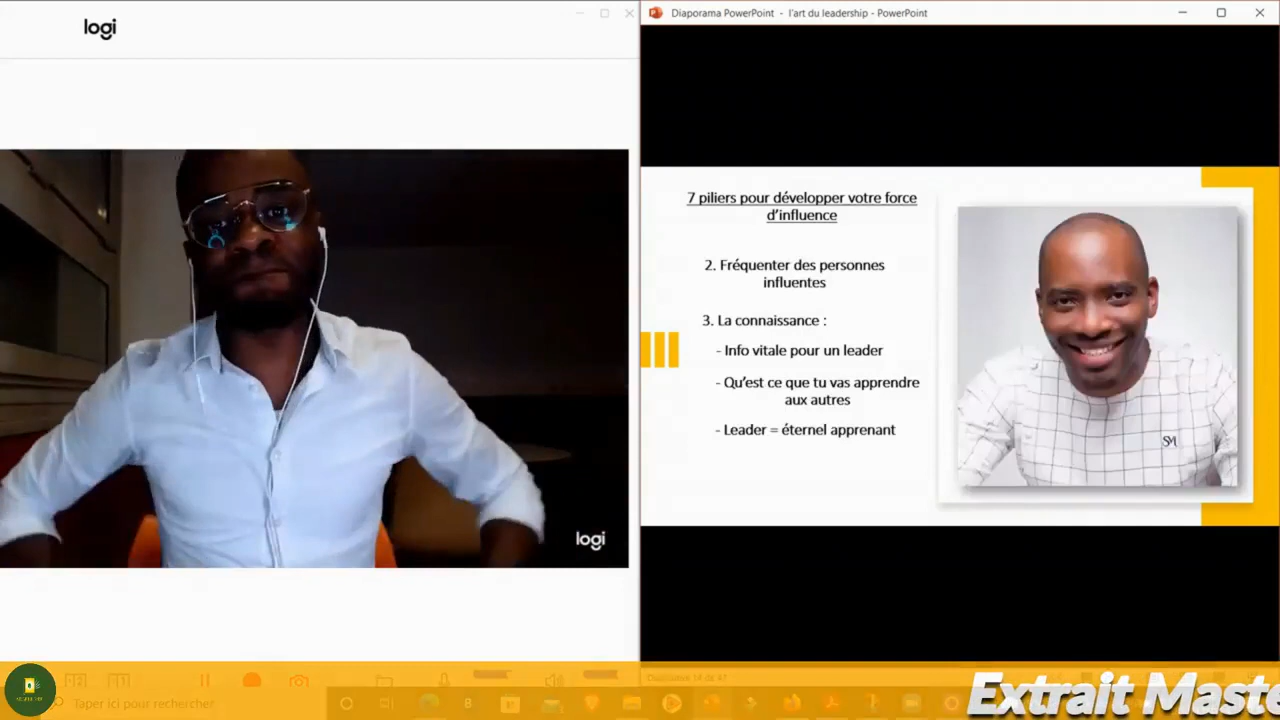 logi
Diaporama PowerPoint - l'art du leadership - PowerPoint
7 piliers pour développer votre force
d'influence
2. Fréquenter des personnes
influentes
3. La connaissance :
- Info vitale pour un leader
- Qu'est ce que tu vas apprendre
aux autres
- Leader = éternel apprenant
SM
logi
Taper ici pour rechercher
Extrait Maste